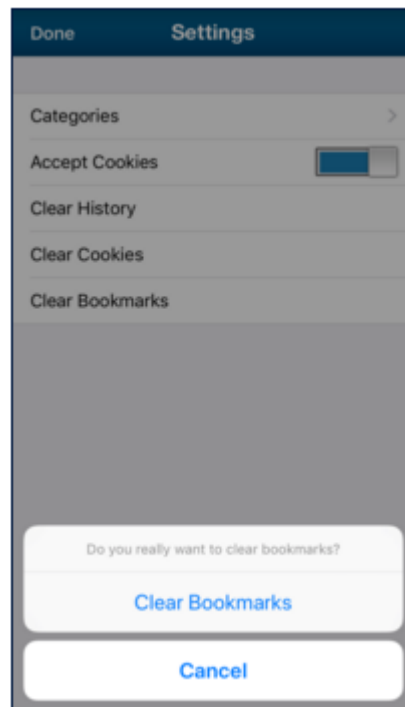 Done Settings
Categories
Accept Cookies
Clear History
Clear Cookies
Clear Bookmarks
Do you really want to clear bookmarks?
Clear Bookmarks
Cancel